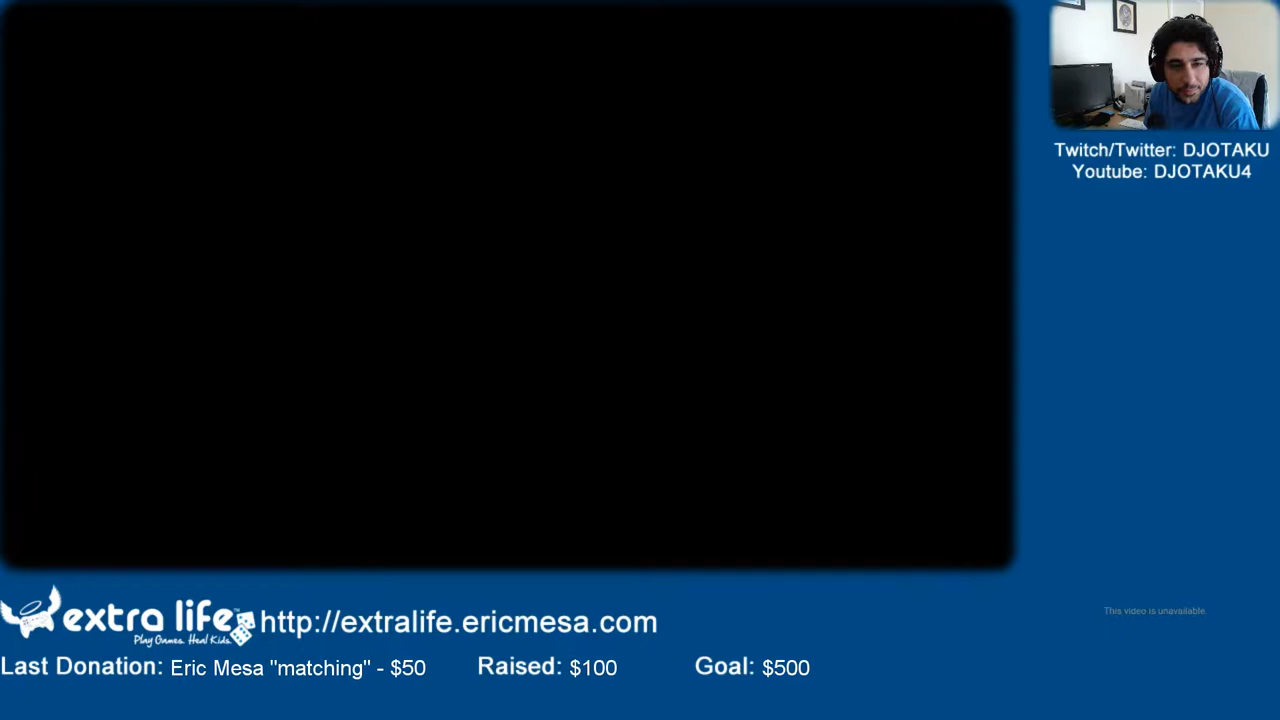 Twitch/Twitter: DJOTAKU
Youtube: DJOTAKU4
This video is unavailable.
extra life™ http://extralife.ericmesa.com
Play Games. Heal Kids.
Last Donation: Eric Mesa "matching" - $50 Raised: $100 Goal: $500